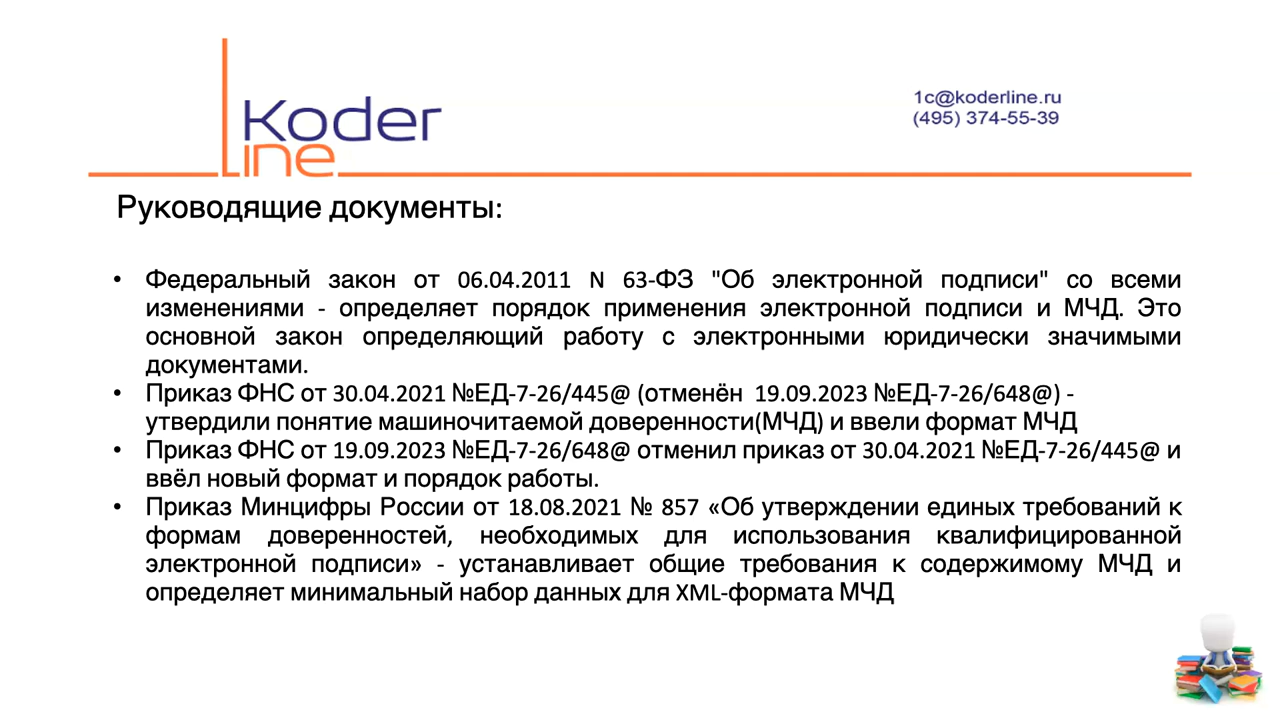 Koder
line
1c@koderline.ru
(495) 374-55-39
Руководящие документы:
• Федеральный закон от 06.04.2011 N 63-ФЗ "Об электронной подписи" со всеми
изменениями - определяет порядок применения электронной подписи и МЧД. Это
основной закон определяющий работу с электронными юридически значимыми
документами.
• Приказ ФНС от 30.04.2021 №ЕД-7-26/445@ (отменён 19.09.2023 №ЕД-7-26/648@) -
утвердили понятие машиночитаемой доверенности(МЧД) и ввели формат МЧД
• Приказ ФНС от 19.09.2023 №ЕД-7-26/648@ отменил приказ от 30.04.2021 №ЕД-7-26/445@ и
ввёл новый формат и порядок работы.
• Приказ Минцифры России от 18.08.2021 № 857 «Об утверждении единых требований к
формам доверенностей, необходимых для использования квалифицированной
электронной подписи» - устанавливает общие требования к содержимому МЧД и
определяет минимальный набор данных для XML-формата МЧД